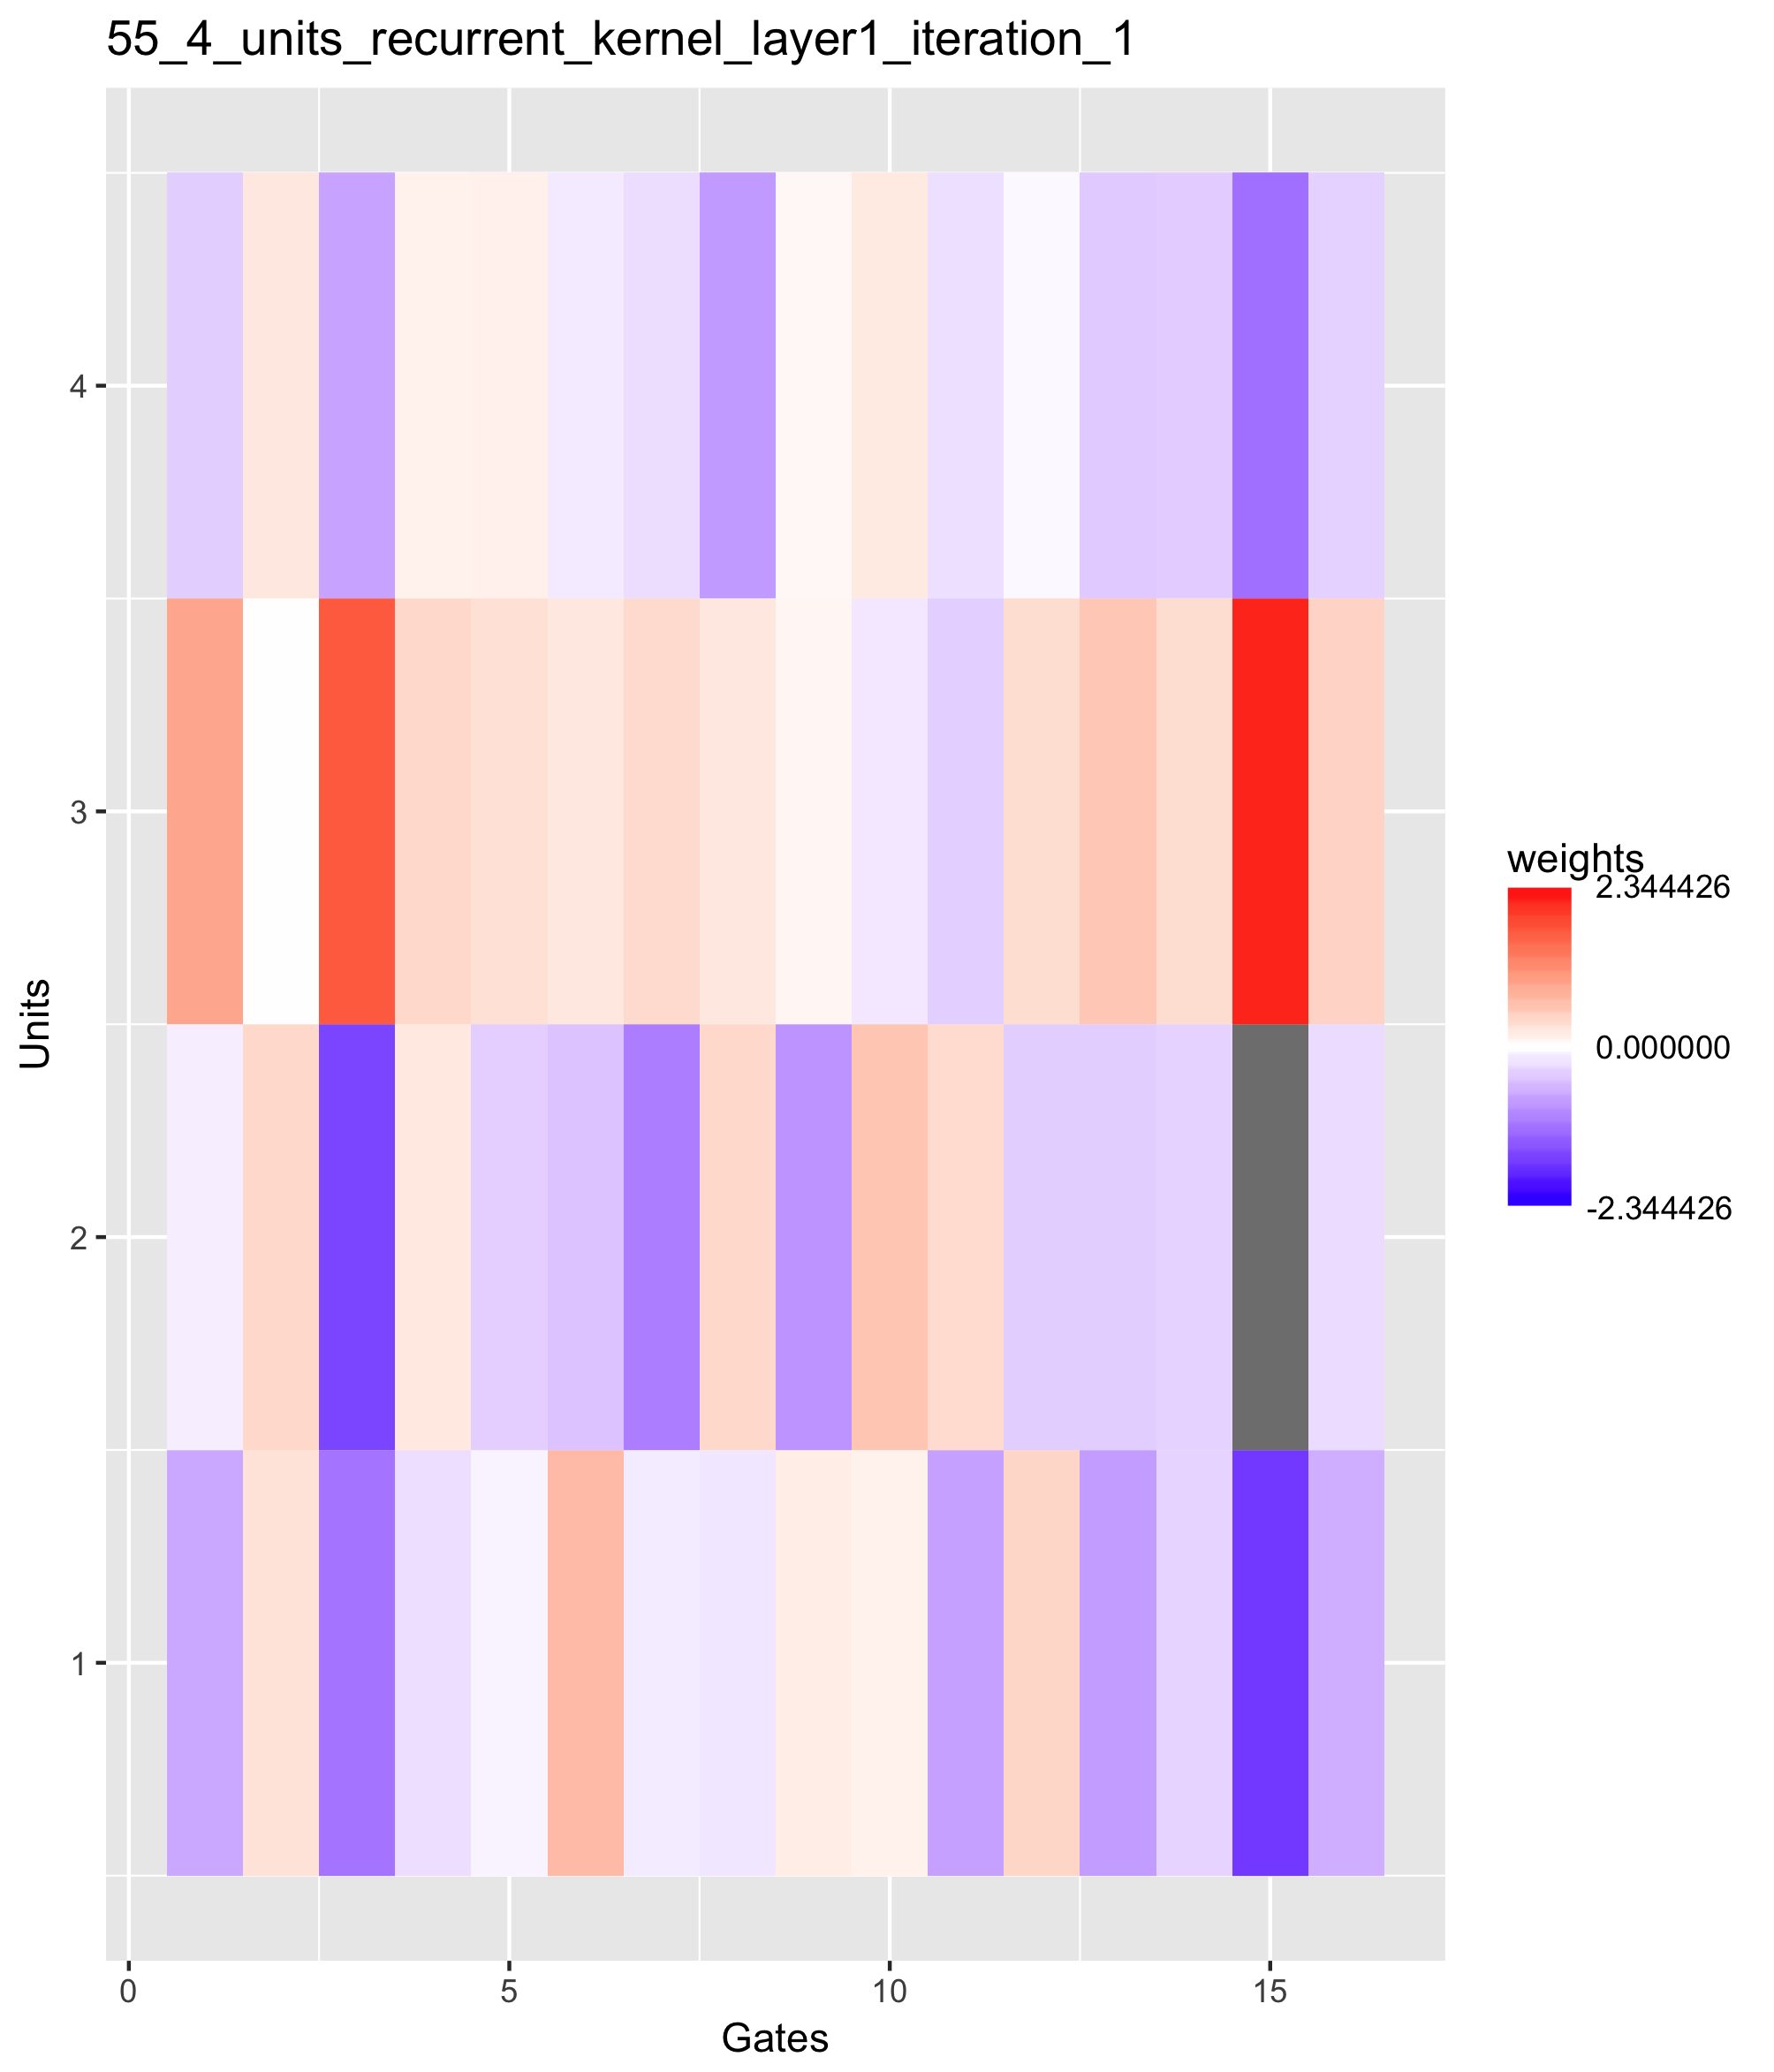 55_4_units_recurrent_kernel_layer1_iteration_1
4
3
2
1
Units
0 5 10 15
Gates
weights
2.344426
0.000000
-2.344426